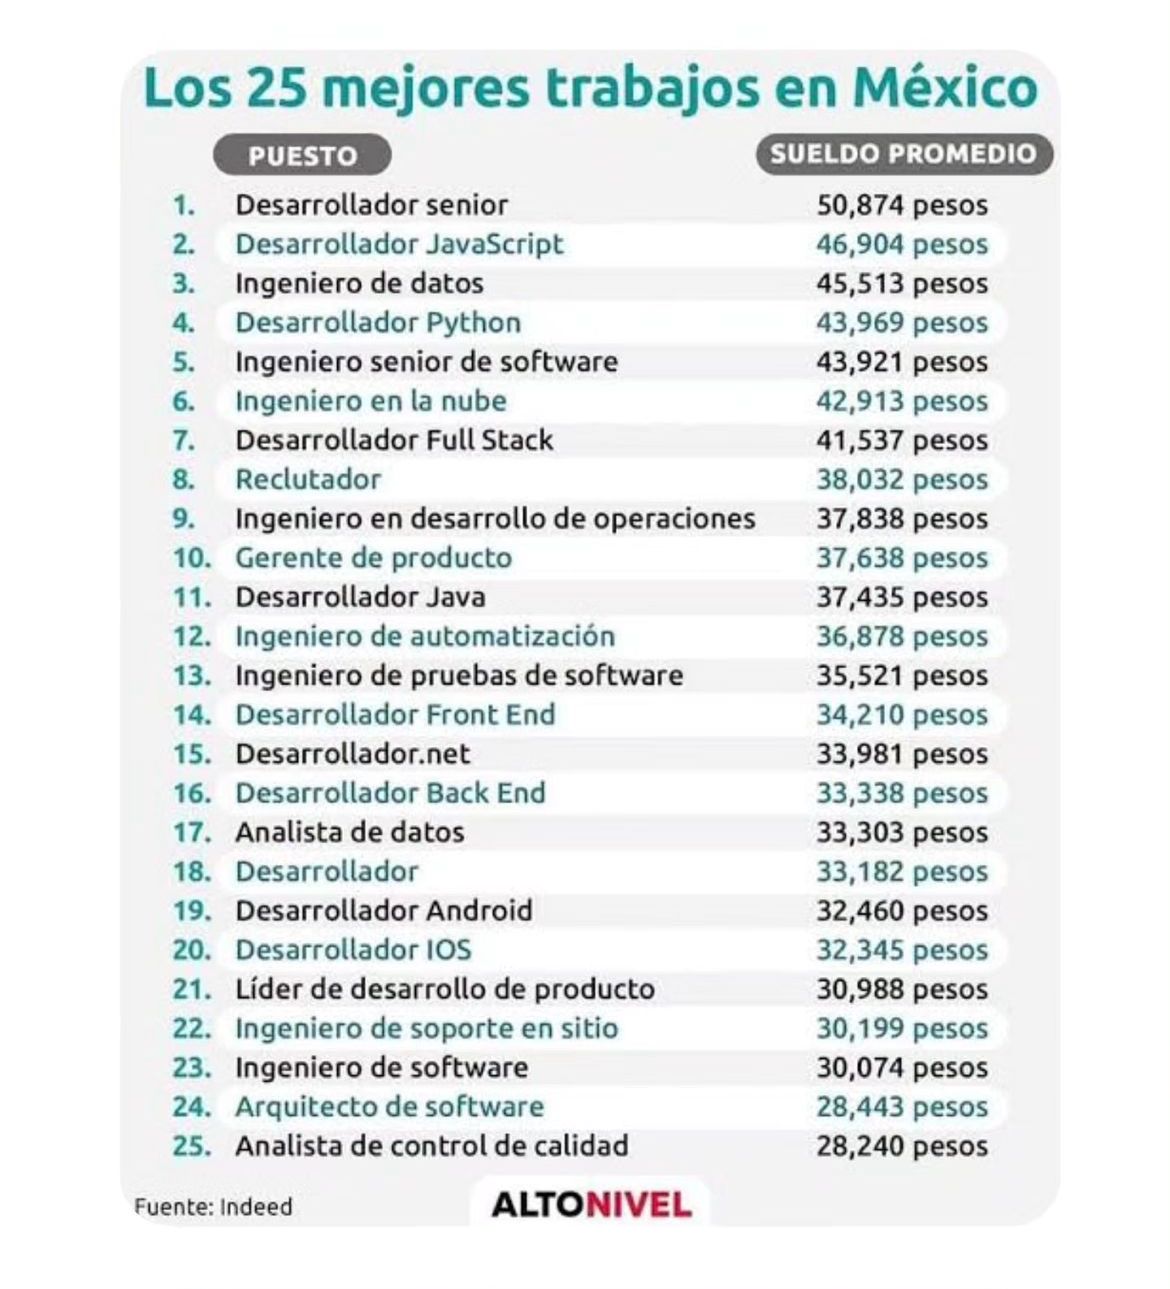 Los 25 mejores trabajos en México
PUESTO SUELDO PROMEDIO
1. Desarrollador senior 50,874 pesos
2. Desarrollador JavaScript 46,904 pesos
3. Ingeniero de datos 45,513 pesos
4. Desarrollador Python 43,969 pesos
5. Ingeniero senior de software 43,921 pesos
6. Ingeniero en la nube 42,913 pesos
7. Desarrollador Full Stack 41,537 pesos
8. Reclutador 38,032 pesos
9. Ingeniero en desarrollo de operaciones 37,838 pesos
10. Gerente de producto 37,638 pesos
11. Desarrollador Java 37,435 pesos
12. Ingeniero de automatización 36,878 pesos
13. Ingeniero de pruebas de software 35,521 pesos
14. Desarrollador Front End 34,210 pesos
15. Desarrollador.net 33,981 pesos
16. Desarrollador Back End 33,338 pesos
17. Analista de datos 33,303 pesos
18. Desarrollador 33,182 pesos
19. Desarrollador Android 32,460 pesos
20. Desarrollador IOS 32,345 pesos
21. Líder de desarrollo de producto 30,988 pesos
22. Ingeniero de soporte en sitio 30,199 pesos
23. Ingeniero de software 30,074 pesos
24. Arquitecto de software 28,443 pesos
25. Analista de control de calidad 28,240 pesos
Fuente: Indeed ALTONIVEL